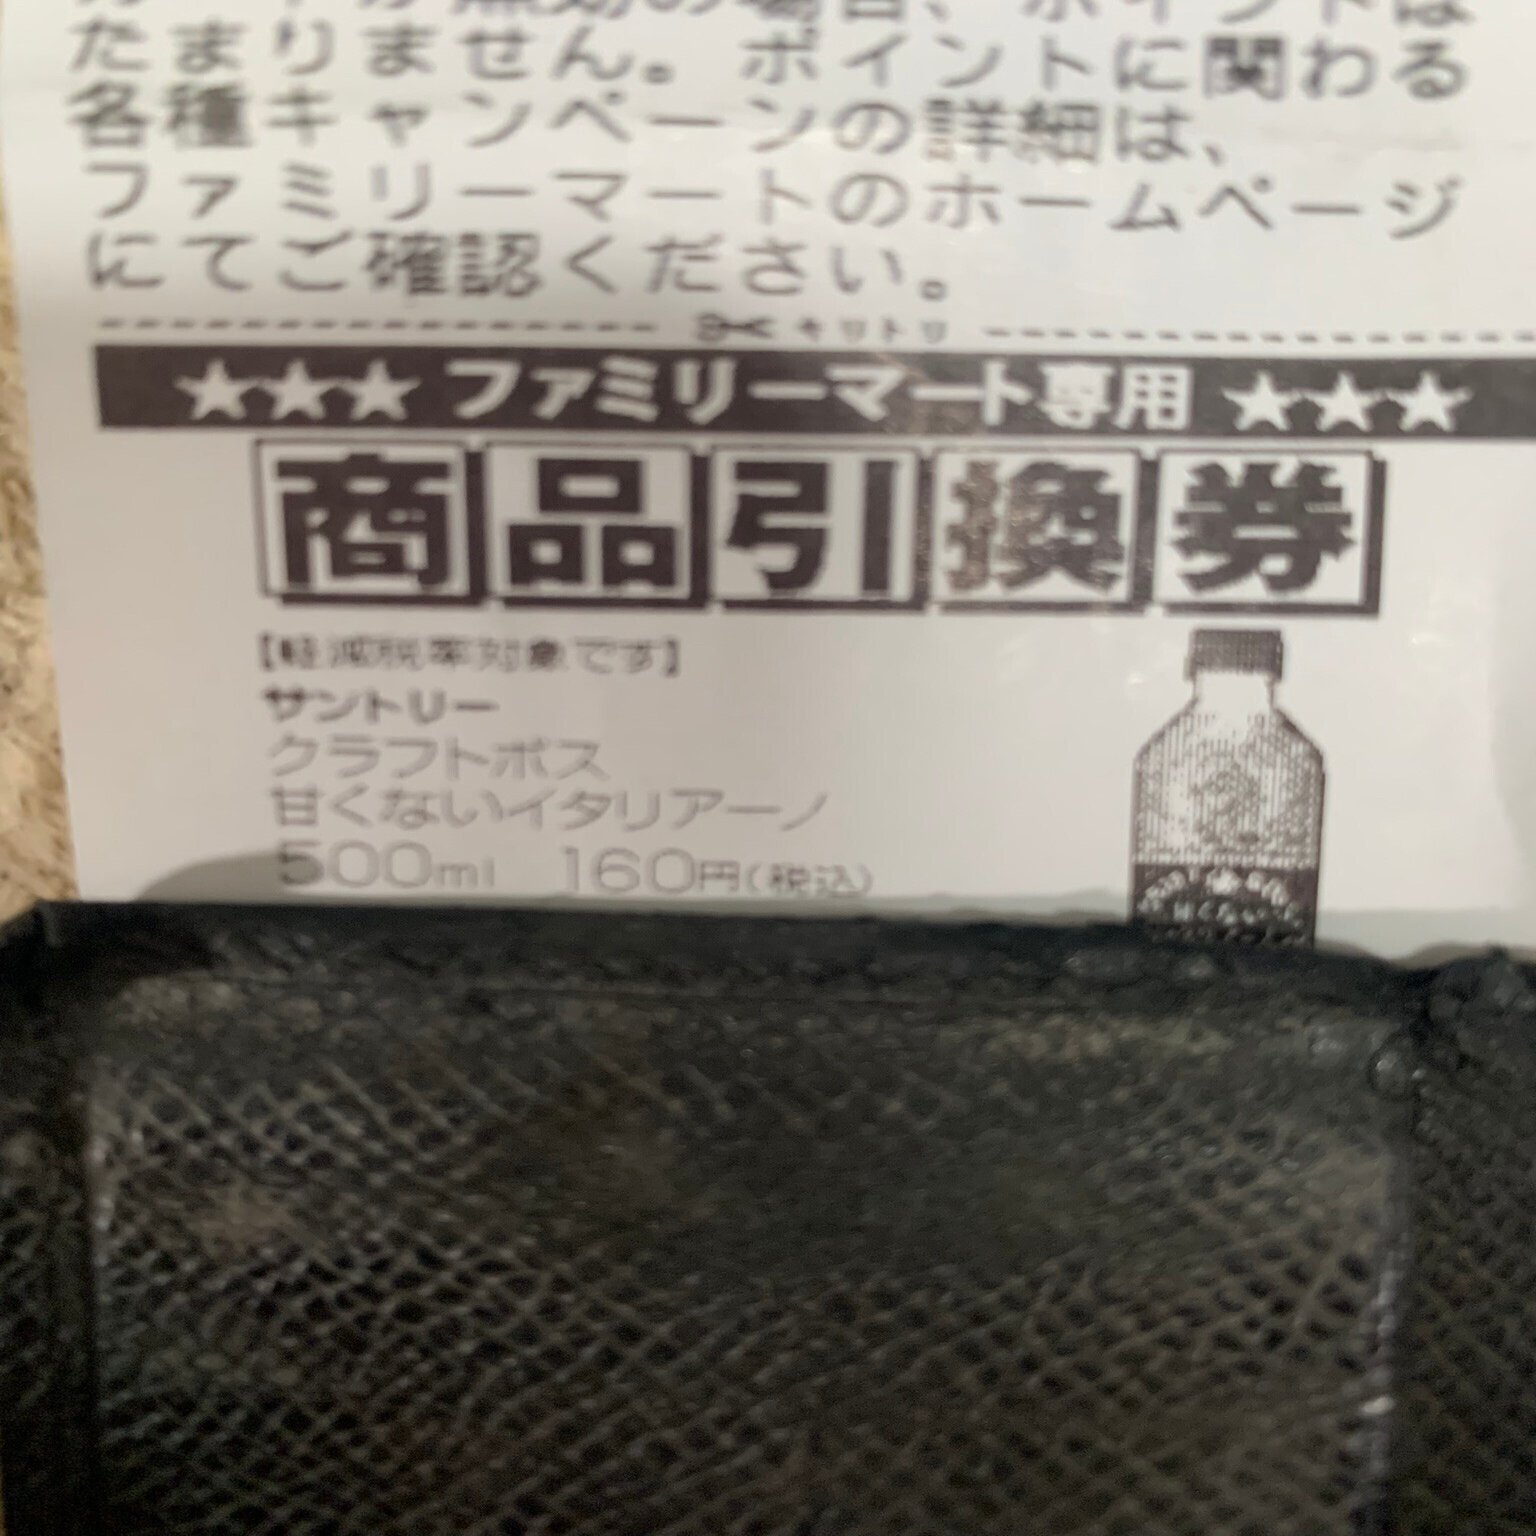 たまりません。ポイントに関わる
各種キャンペーンの詳細は、
ファミリーマートのホームページ
にてご確認ください。
キリトリ
★★★ファミリーマート専用★★★
商品引換券
【軽減税率対象です】
サントリー
クラフトボス
甘くないイタリアーノ
500ml 160円(税込)